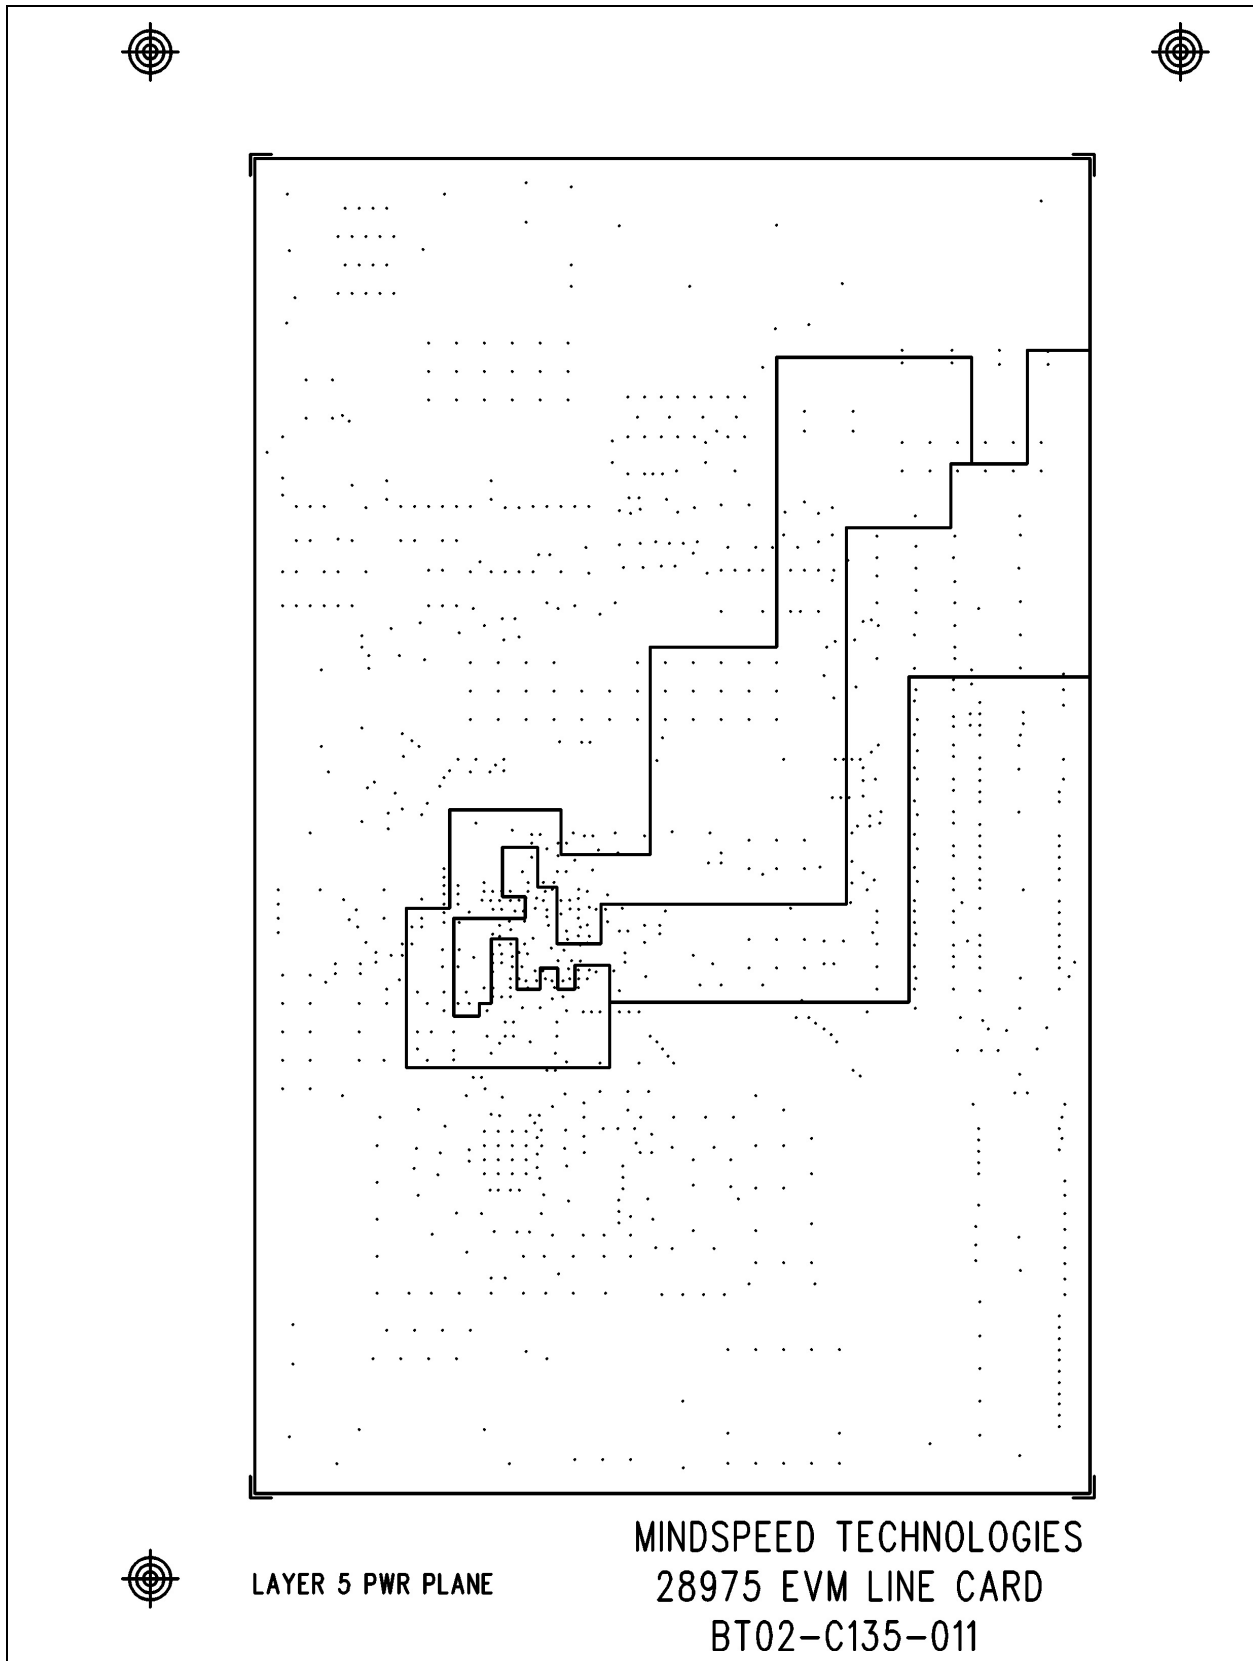 MINDSPEED TECHNOLOGIES
LAYER 5 PWR PLANE
28975 EVM LINE CARD
BT02-C135-011